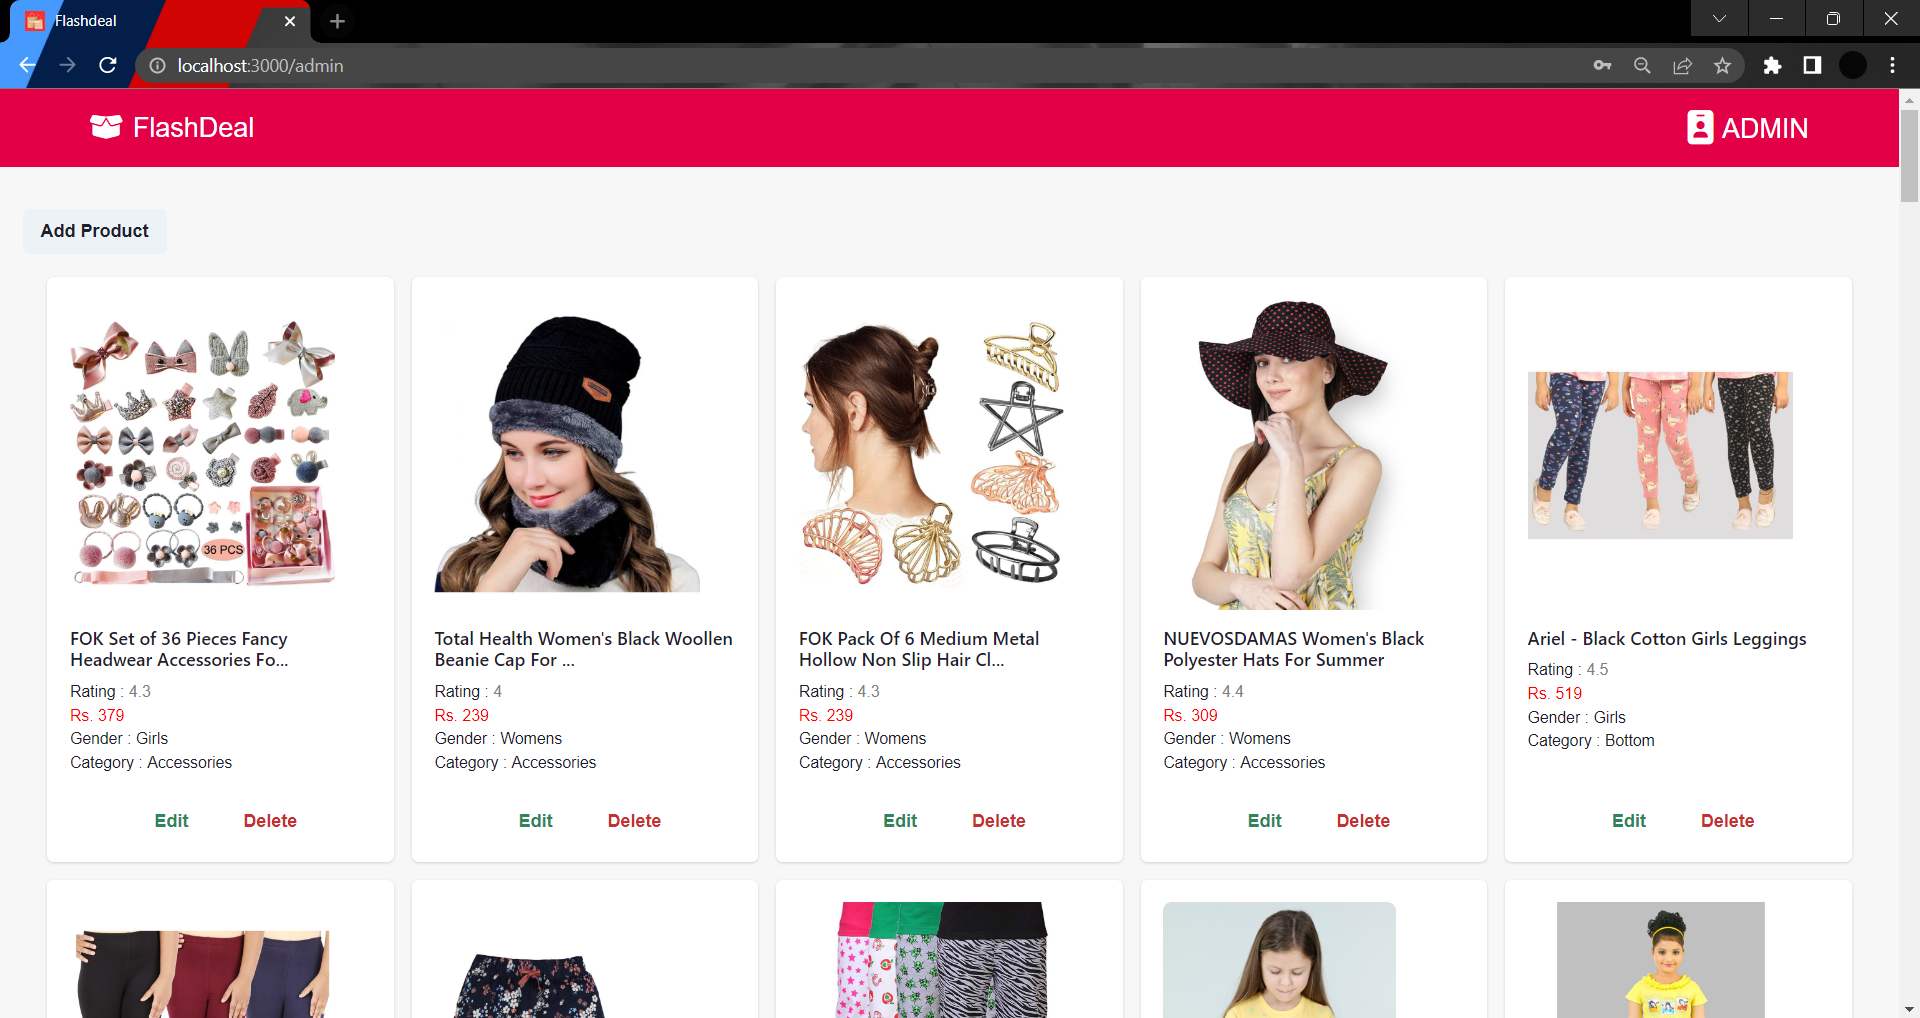 Flashdeal
localhost:3000/admin
FlashDeal
ADMIN
Add Product
36 PCS
FOK Set of 36 Pieces Fancy
Headwear Accessories Fo...
Rating : 4.3
Rs. 379
Gender : Girls
Category : Accessories
Edit Delete
Total Health Women's Black Woollen
Beanie Cap For ...
Rating : 4
Rs. 239
Gender : Womens
Category : Accessories
Edit Delete
FOK Pack Of 6 Medium Metal
Hollow Non Slip Hair Cl...
Rating : 4.3
Rs. 239
Gender : Womens
Category : Accessories
Edit Delete
NUEVOSDAMAS Women's Black
Polyester Hats For Summer
Rating : 4.4
Rs. 309
Gender : Womens
Category : Accessories
Edit Delete
Ariel - Black Cotton Girls Leggings
Rating : 4.5
Rs. 519
Gender : Girls
Category : Bottom
Edit Delete